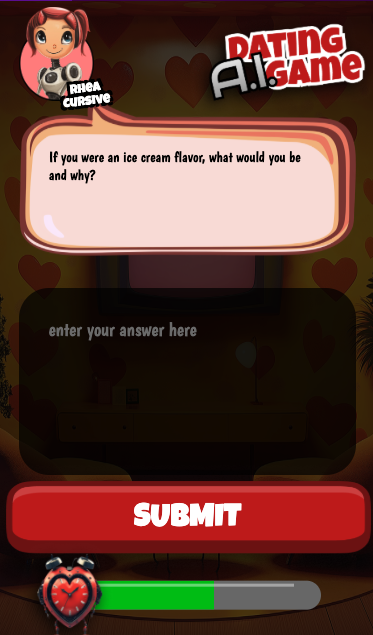 DATING
A.I. GAME
RHEA
CURSIVE
If you were an ice cream flavor, what would you be
and why?
enter your answer here
SUBMIT